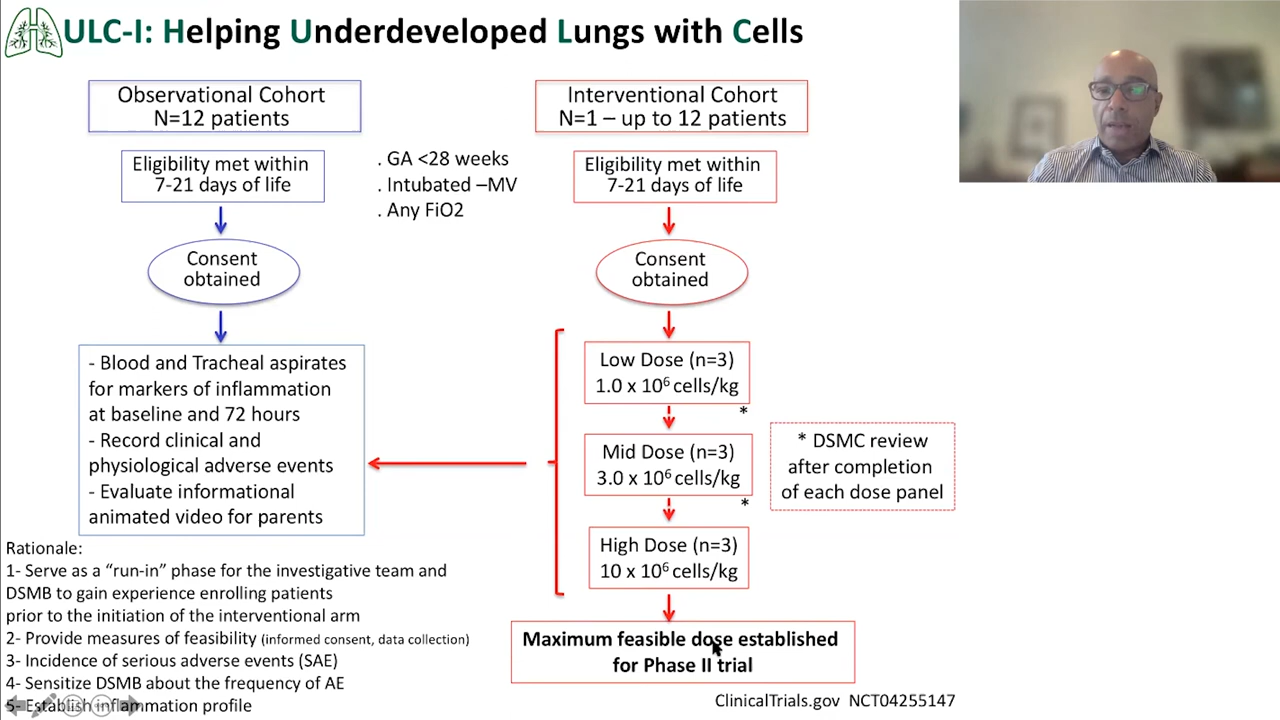 ULC-I: Helping Underdeveloped Lungs with Cells
Observational Cohort
N=12 patients
Eligibility met within
7-21 days of life
Consent
obtained
- Blood and Tracheal aspirates
for markers of inflammation
at baseline and 72 hours
- Record clinical and
physiological adverse events
- Evaluate informational
animated video for parents
. GA <28 weeks
. Intubated –MV
. Any FiO2
Interventional Cohort
N=1 – up to 12 patients
Eligibility met within
7-21 days of life
Consent
obtained
Low Dose (n=3)
1.0 x 10⁶ cells/kg
*
Mid Dose (n=3)
3.0 x 10⁶ cells/kg
*
High Dose (n=3)
10 x 10⁶ cells/kg
* DSMC review
after completion
of each dose panel
Maximum feasible dose established
for Phase II trial
Rationale:
1- Serve as a “run-in” phase for the investigative team and
DSMB to gain experience enrolling patients
prior to the initiation of the interventional arm
2- Provide measures of feasibility (informed consent, data collection)
3- Incidence of serious adverse events (SAE)
4- Sensitize DSMB about the frequency of AE
5- Establish inflammation profile
ClinicalTrials.gov NCT04255147